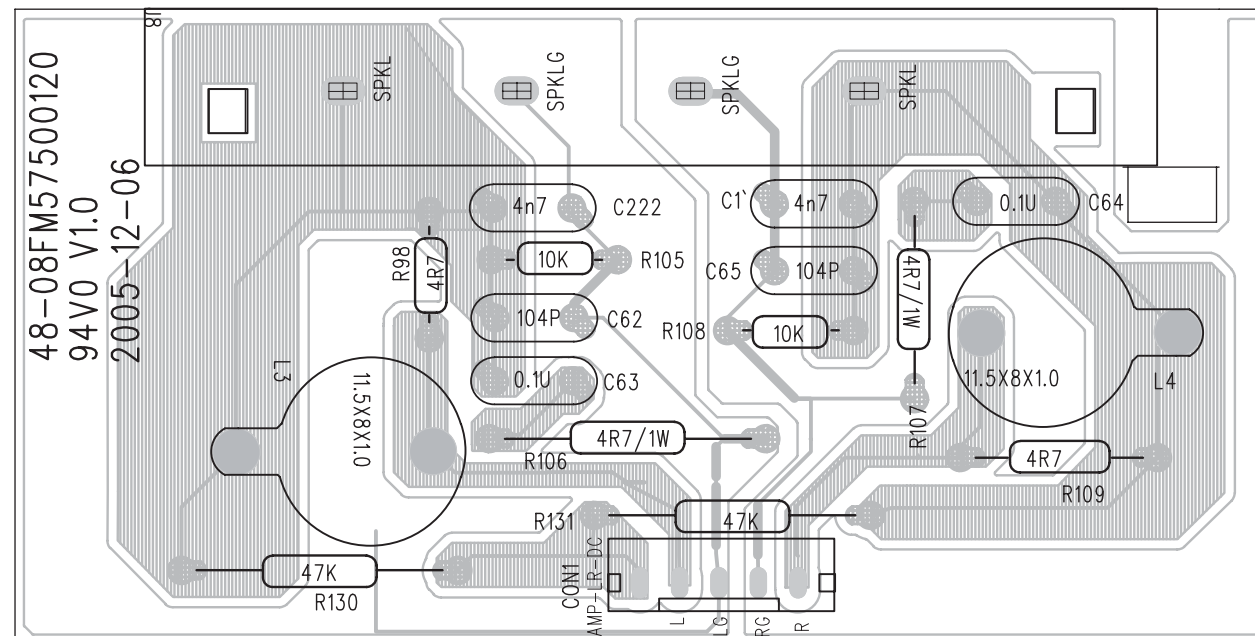 48-08FM57500120
94V0 V1.0
2005-12-06
J8
SPKL
SPKLG
SPKLG
SPKL
4n7
C222
C1`
4n7
0.1U
C64
R98
4R7
10K
R105
C65
104P
4R7/1W
104P
C62
R108
10K
L3
11.5X8X1.0
0.1U
C63
11.5X8X1.0
L4
R107
4R7/1W
R106
4R7
R109
R131
47K
47K
R130
CON1
AMP-LR-DC
L
LG
RG
R